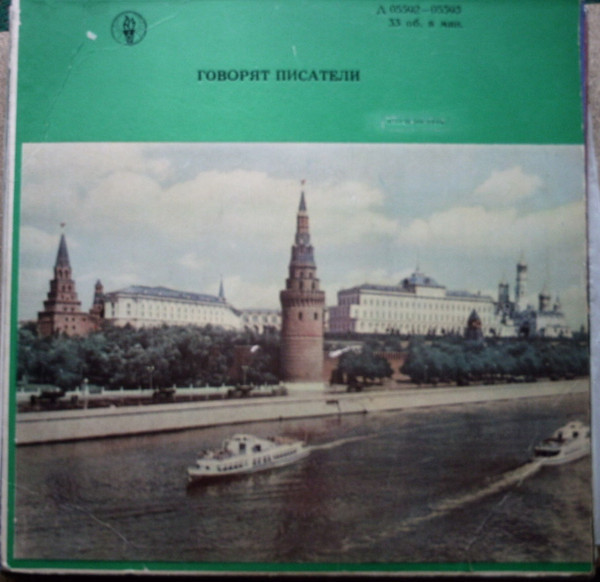 Д 05592—05593
33 об. в мин.
ГОВОРЯТ ПИСАТЕЛИ